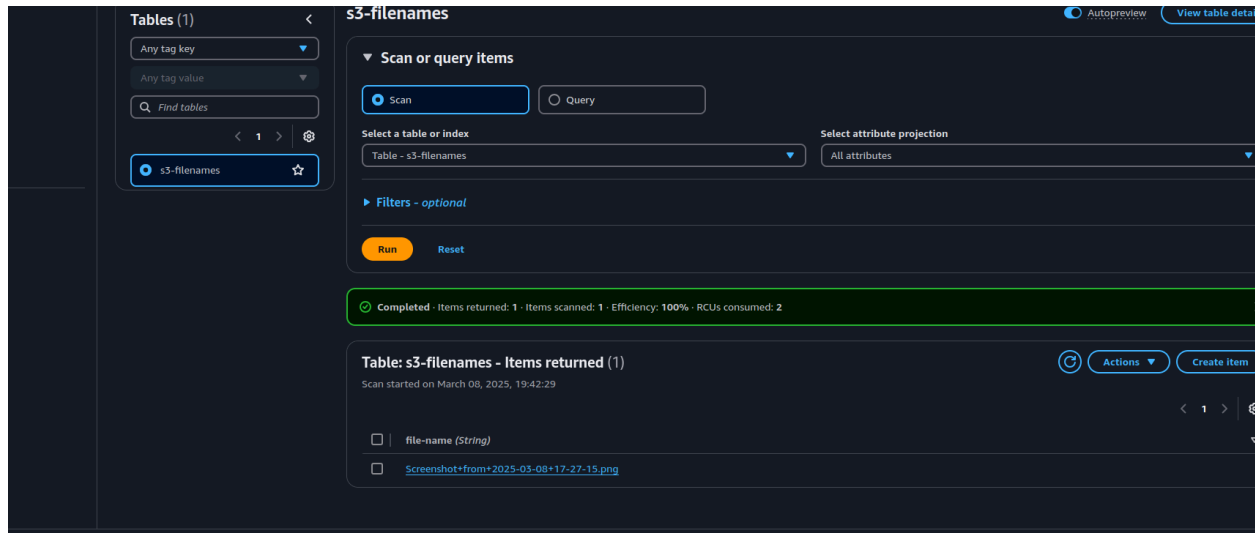 Tables (1)
Any tag key
Any tag value
Find tables
1
s3-filenames
s3-filenames
Autopreview
View table detai
Scan or query items
Scan
Query
Select a table or index
Select attribute projection
Table - s3-filenames
All attributes
Filters - optional
Run
Reset
Completed · Items returned: 1 · Items scanned: 1 · Efficiency: 100% · RCUs consumed: 2
Table: s3-filenames - Items returned (1)
Actions
Create item
Scan started on March 08, 2025, 19:42:29
1
file-name (String)
Screenshot+from+2025-03-08+17-27-15.png